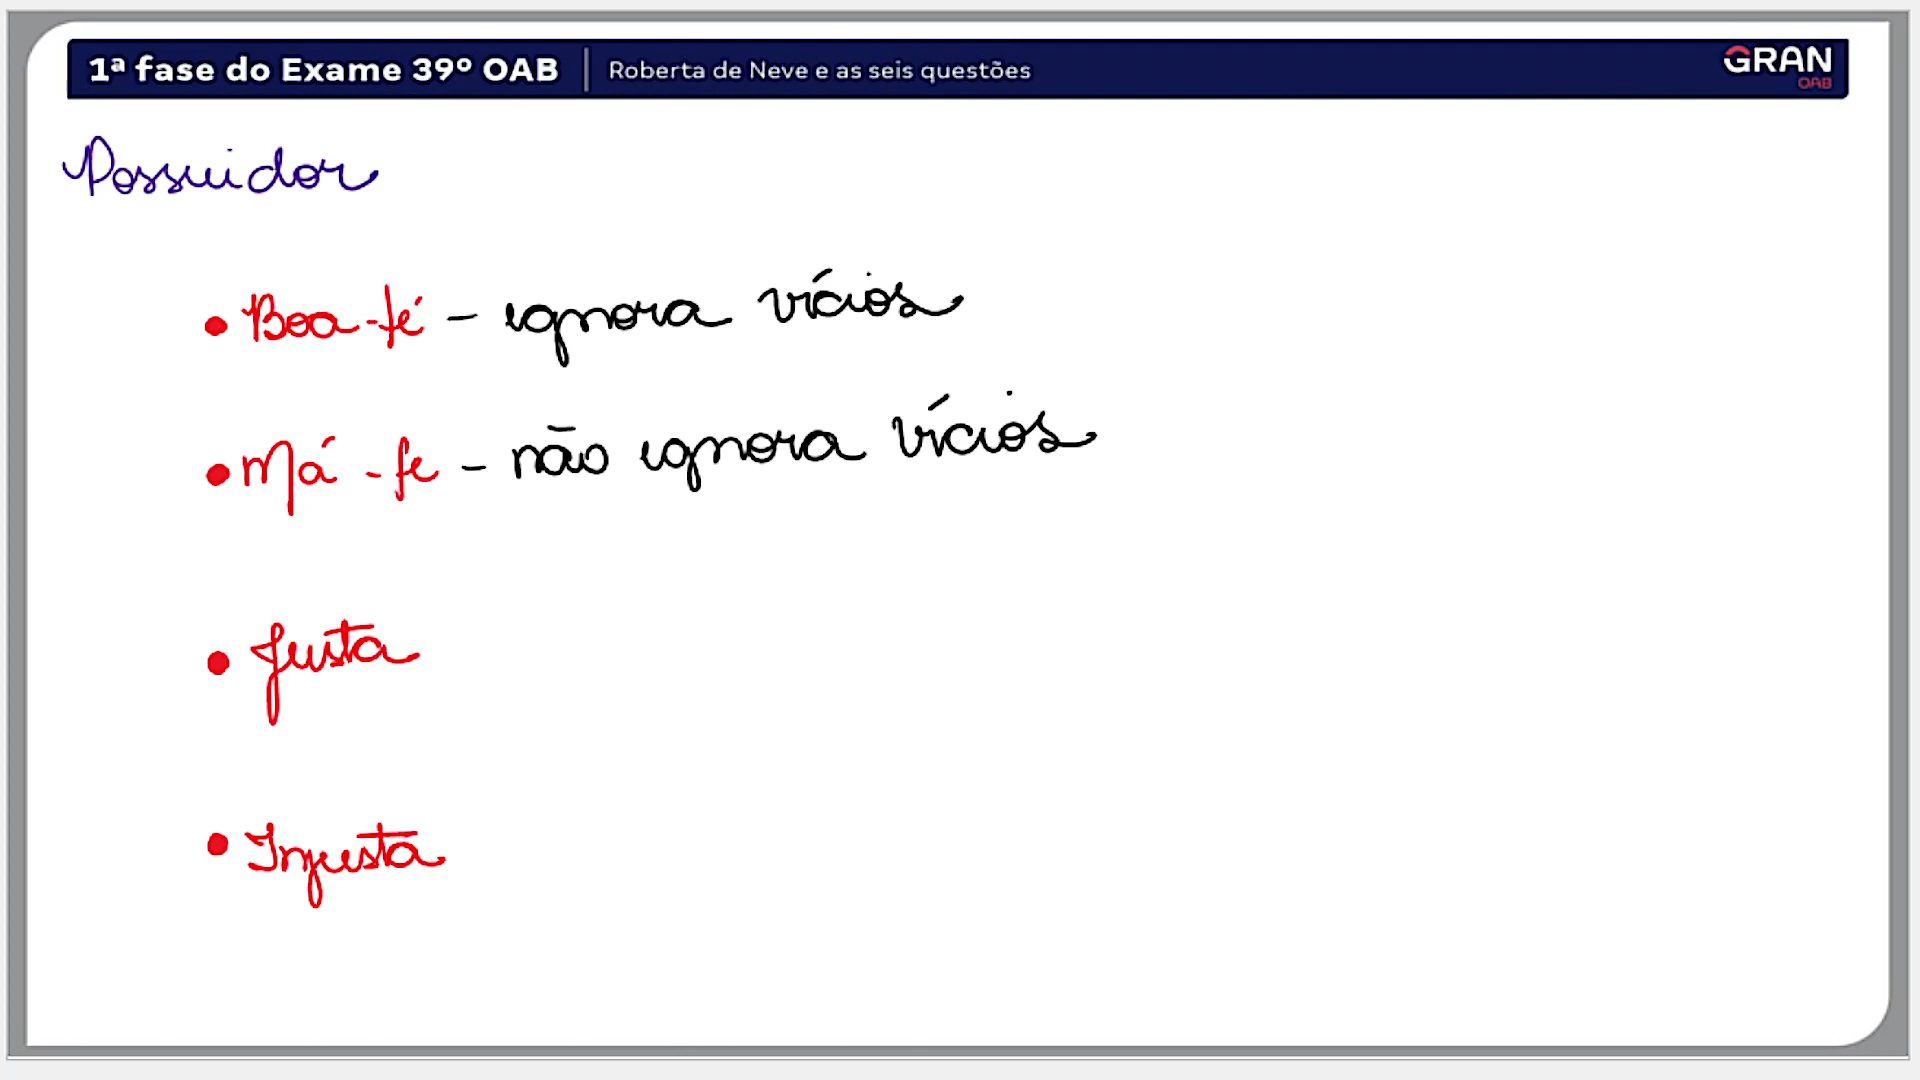 1ª fase do Exame 39º OAB | Roberta de Neve e as seis questões
GRAN
OAB
Possuidor
• Boa-fé - ignora vícios
• Má-fe - não ignora vícios
• Justa
• Injusta